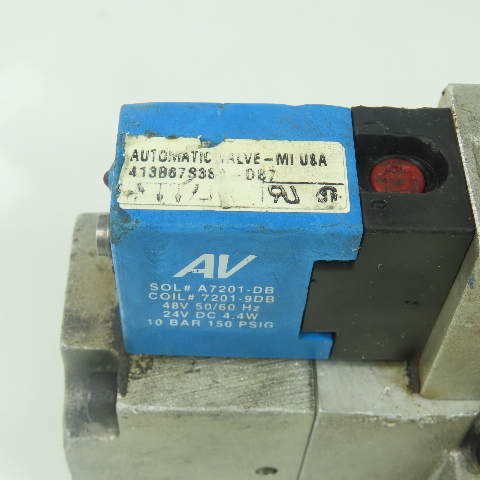 AUTOMATIC VALVE-MI USA
-DB7
AV
SOL# A7201-DB
COIL# 7201-9DB
48V 50/60 Hz
24V DC 4.4W
10 BAR 150 PSIG